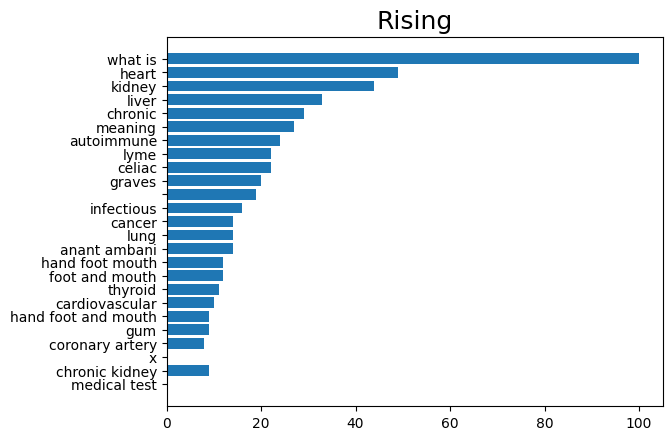 Rising
what is
heart
kidney
liver
chronic
meaning
autoimmune
lyme
celiac
graves
infectious
cancer
lung
anant ambani
hand foot mouth
foot and mouth
thyroid
cardiovascular
hand foot and mouth
gum
coronary artery
x
chronic kidney
medical test
0 20 40 60 80 100